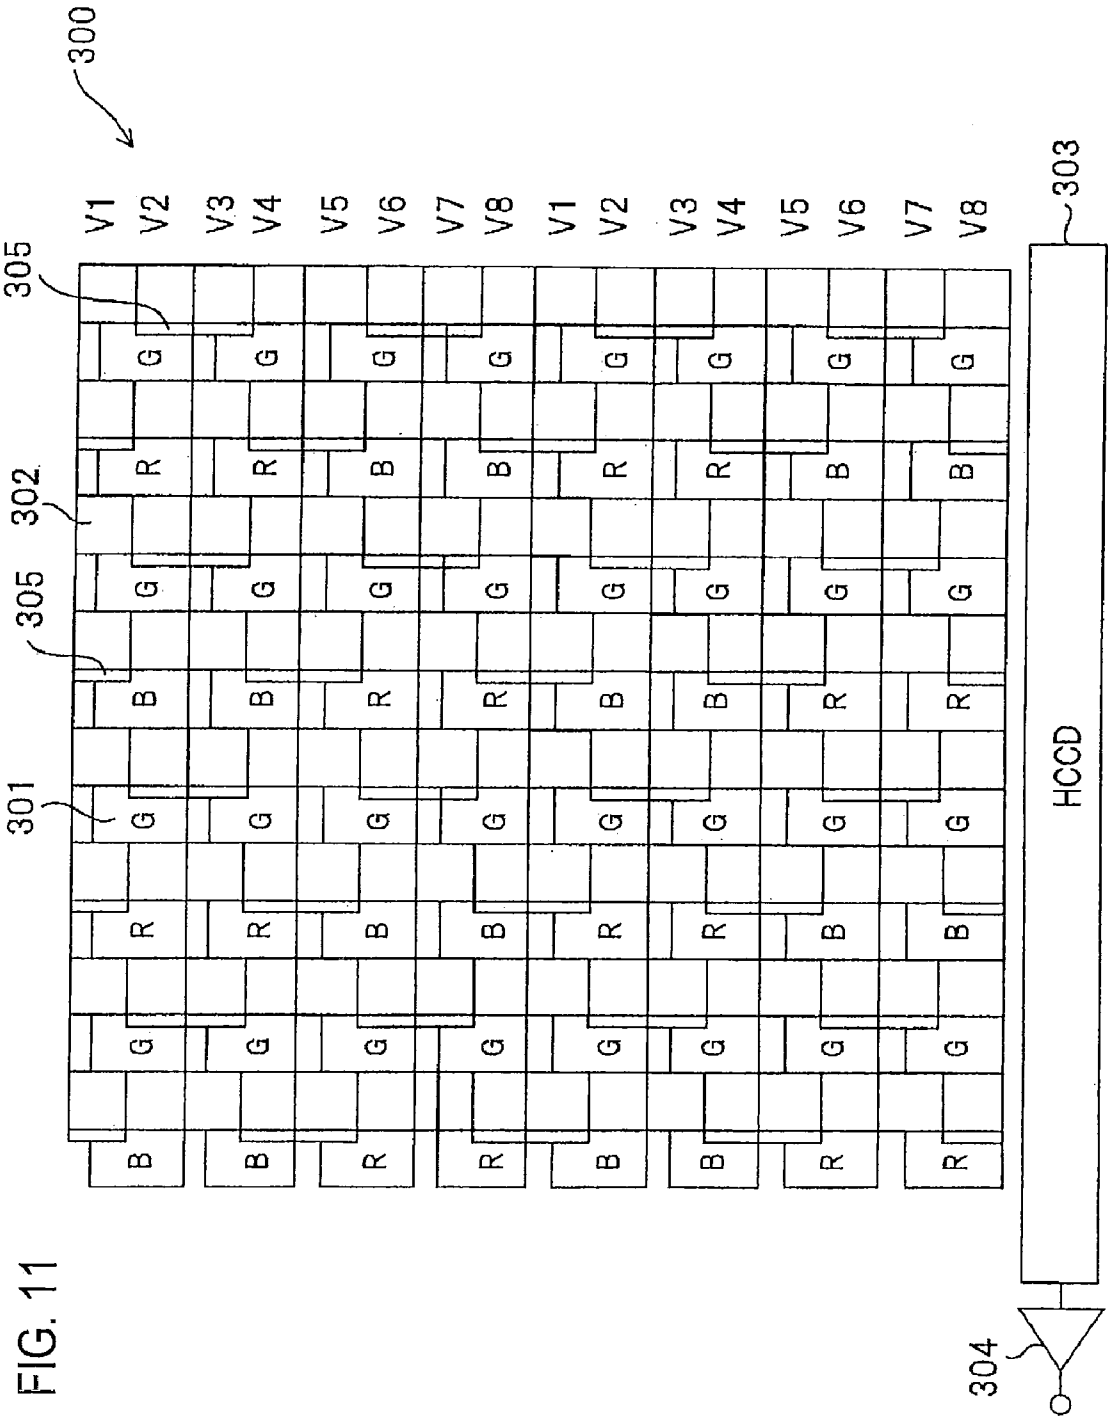 FIG. 11
301 305 302 305
300
V1
B G R G B G R G V2
V3
B G R G B G R G V4
V5
R G B G R G B G V6
V7
R G B G R G B G V8
V1
B G R G B G R G V2
V3
B G R G B G R G V4
V5
R G B G R G B G V6
V7
R G B G R G B G V8
304 HCCD 303